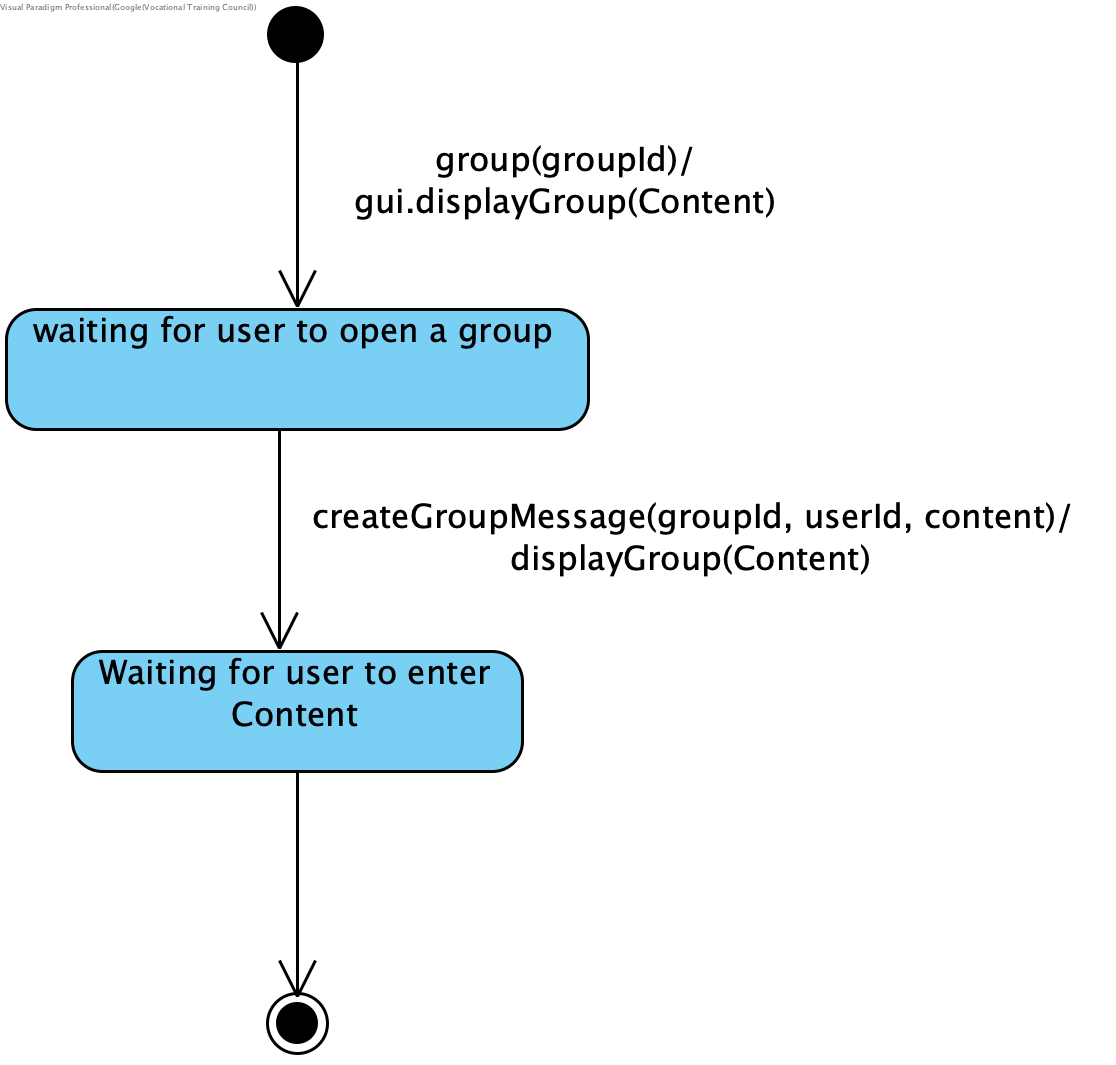 Visual Paradigm Professional(Google(Vocational Training Council))
group(groupId)/
gui.displayGroup(Content)
waiting for user to open a group
createGroupMessage(groupId, userId, content)/
displayGroup(Content)
Waiting for user to enter
Content